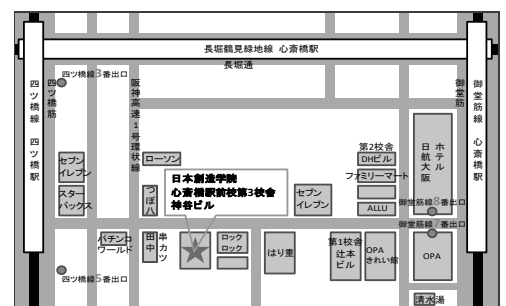 長堀鶴見緑地線 心斎橋駅
長堀通
四ツ橋線 四ツ橋駅
四ツ橋筋
四ツ橋線3番出口
阪神高速1号環状線
御堂筋
御堂筋線 心斎橋駅
セブン
イレブン
ローソン
第2校舎
DHビル
ファミリーマート
ホテル
日航大阪
スター
バックス
つぼ八
日本創造学院
心斎橋駅前校第3校舎
神谷ビル
セブン
イレブン
ALLU
御堂筋線8番出口
御堂筋線7番出口
パチンコ
ワールド
串カツ
田中
ロック
ロック
はり重
第1校舎
辻本
ビル
OPA
きれい館
OPA
四ツ橋線5番出口
清水湯